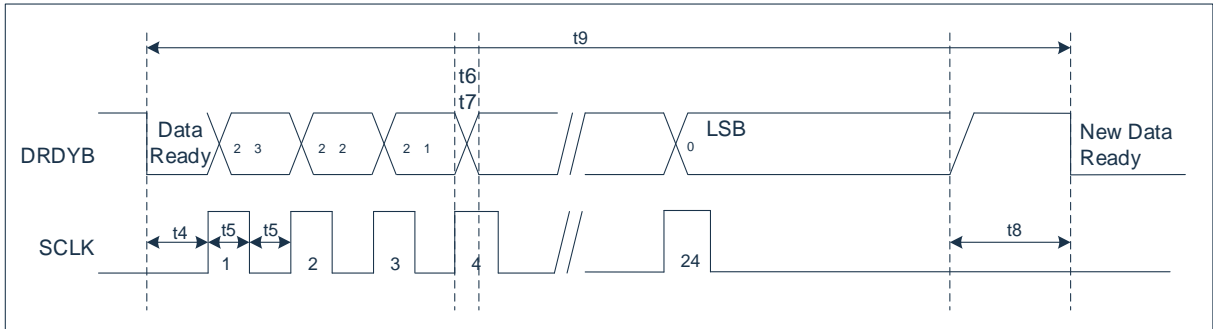 t9
t6
t7
DRDYB
Data
Ready
2 3
2 2
2 1
0
LSB
New Data
Ready
SCLK
t4
t5
t5
t8
1
2
3
4
24